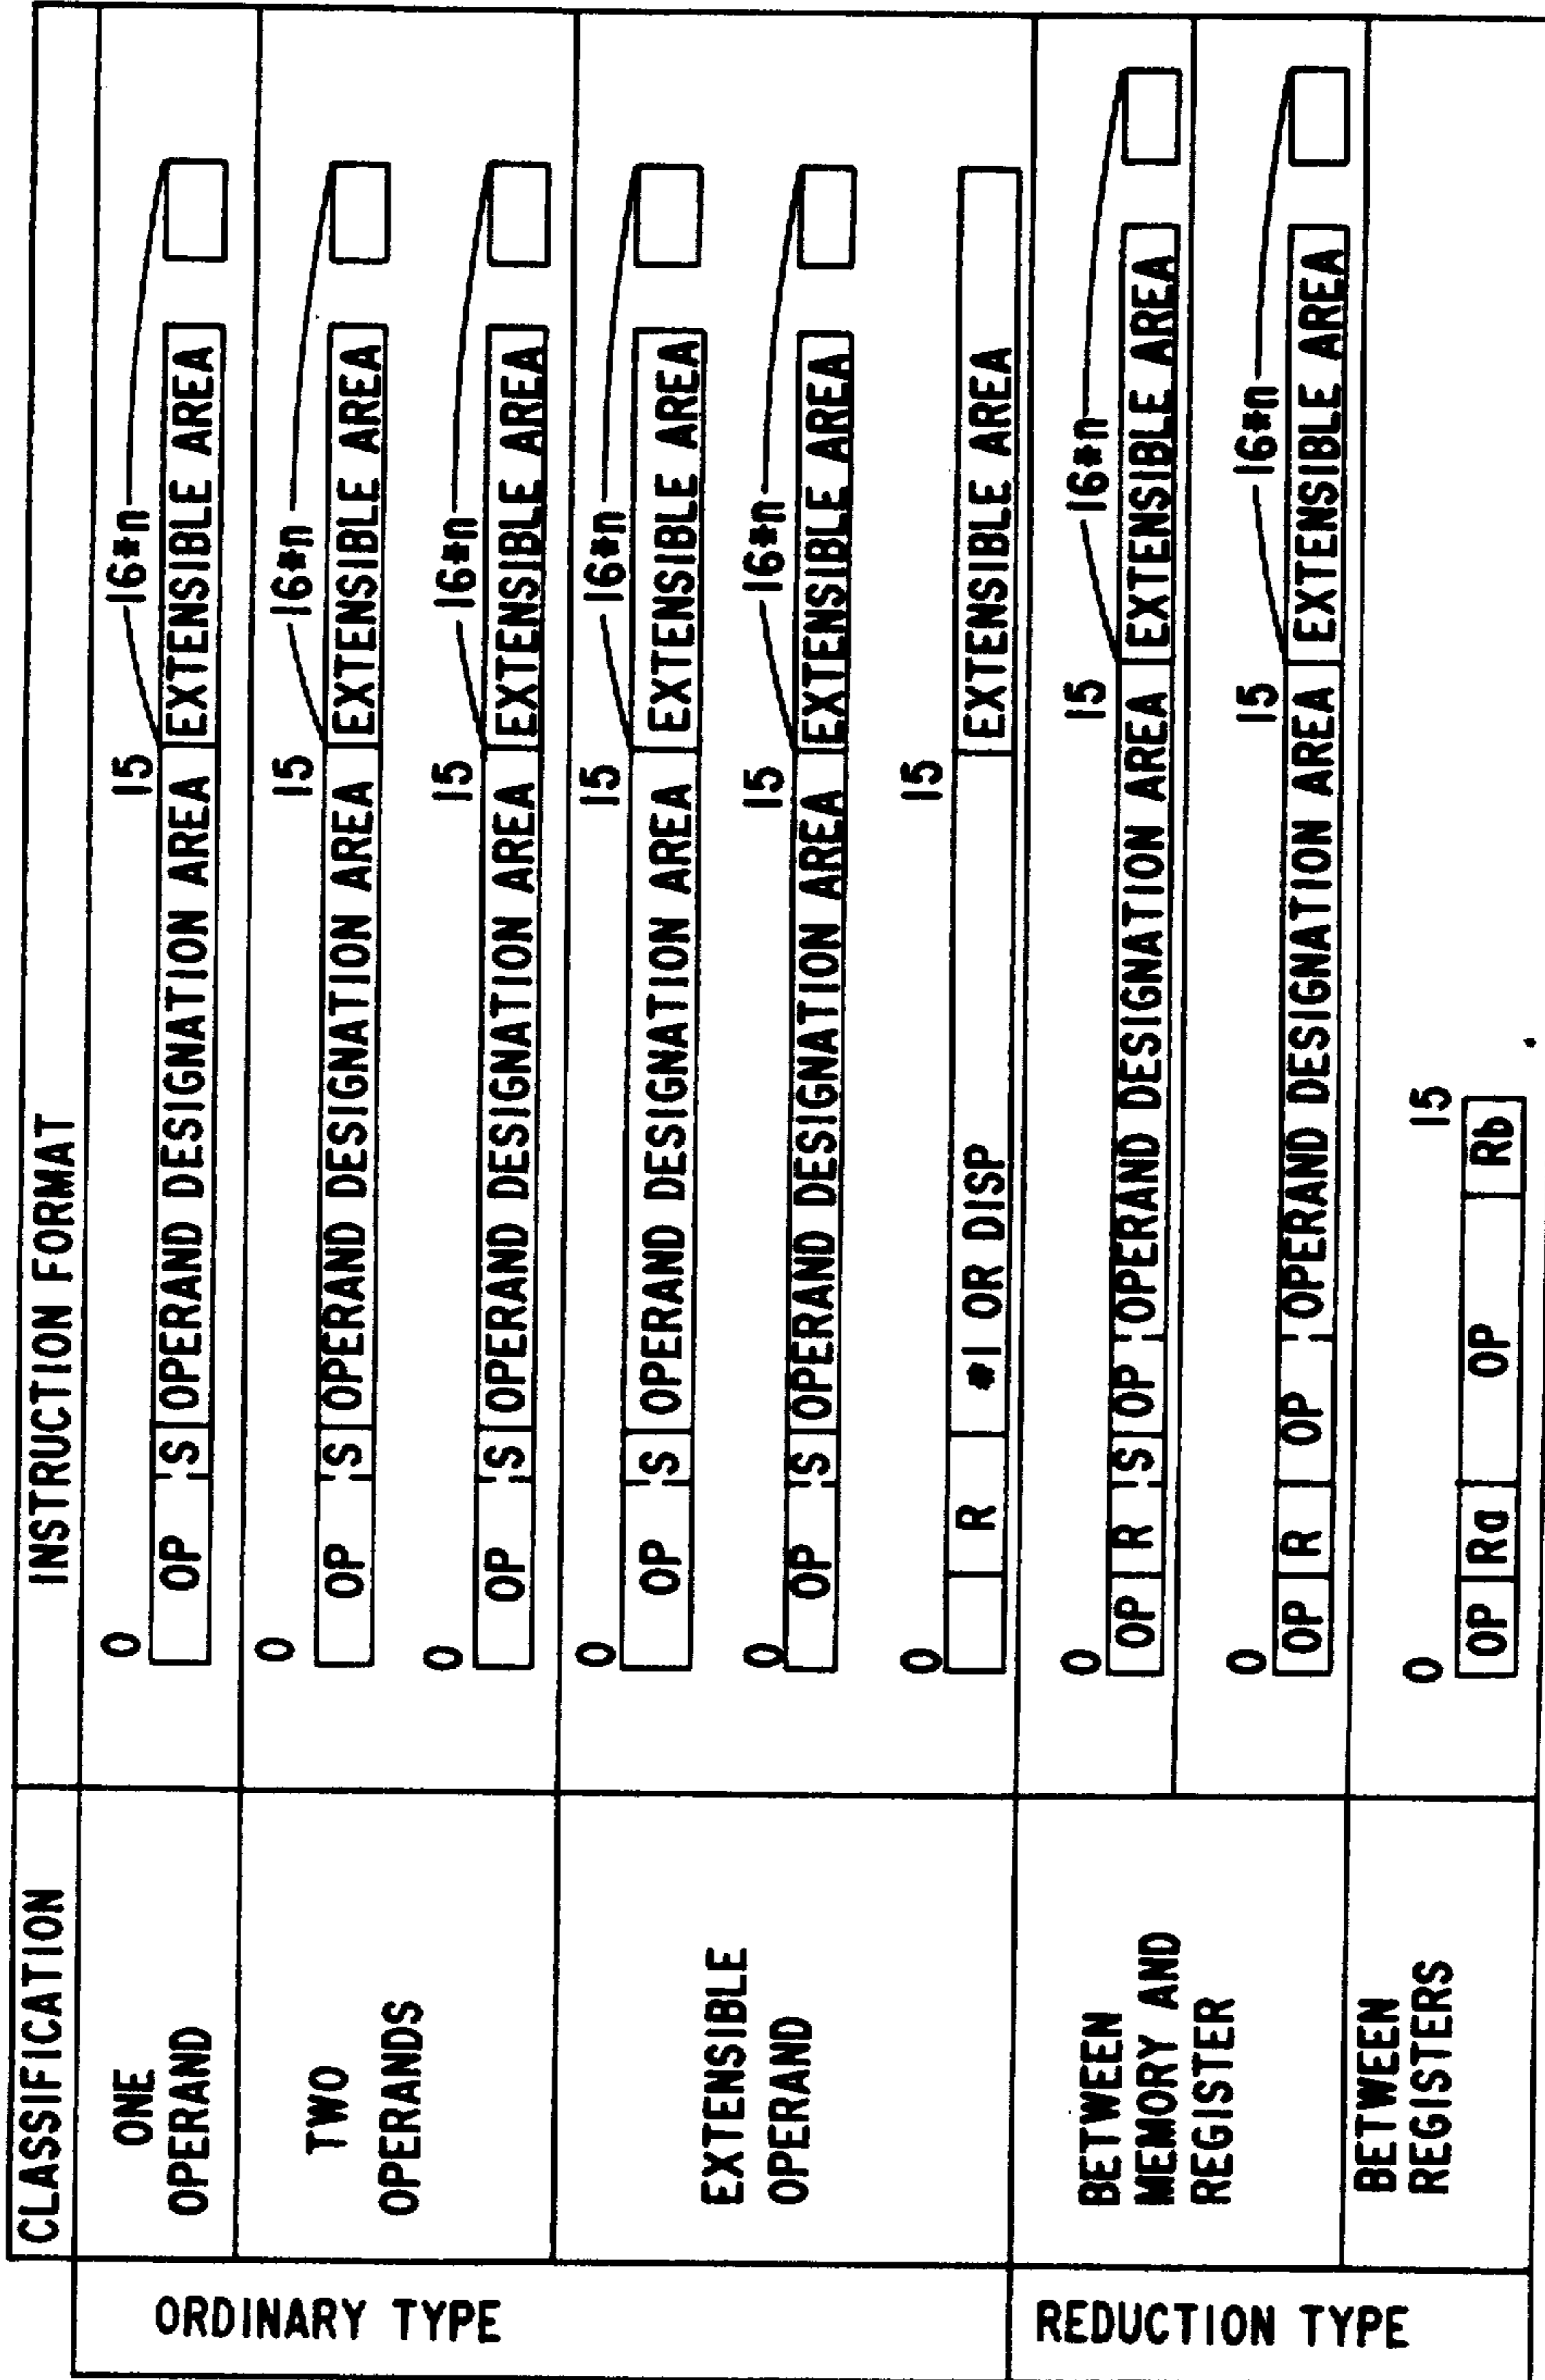 CLASSIFICATION
INSTRUCTION FORMAT
ORDINARY TYPE
ONE
OPERAND
0
15
16*n
OP S OPERAND DESIGNATION AREA EXTENSIBLE AREA
TWO
OPERANDS
0
15
16*n
OP S OPERAND DESIGNATION AREA EXTENSIBLE AREA
0
15
16*n
OP S OPERAND DESIGNATION AREA EXTENSIBLE AREA
EXTENSIBLE
OPERAND
0
15
16*n
OP S OPERAND DESIGNATION AREA EXTENSIBLE AREA
0
15
16*n
OP S OPERAND DESIGNATION AREA EXTENSIBLE AREA
0
15
R #I OR DISP EXTENSIBLE AREA
REDUCTION TYPE
BETWEEN
MEMORY AND
REGISTER
0
15
16*n
OP R S OP OPERAND DESIGNATION AREA EXTENSIBLE AREA
0
15
16*n
OP R OP OPERAND DESIGNATION AREA EXTENSIBLE AREA
BETWEEN
REGISTERS
0
15
OP Ra OP Rb